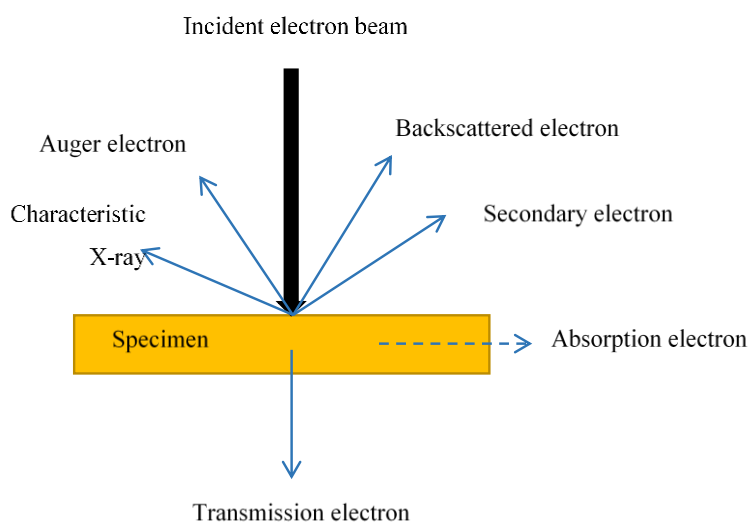 Incident electron beam
Backscattered electron
Auger electron
Characteristic
X-ray
Secondary electron
Specimen
Absorption electron
Transmission electron